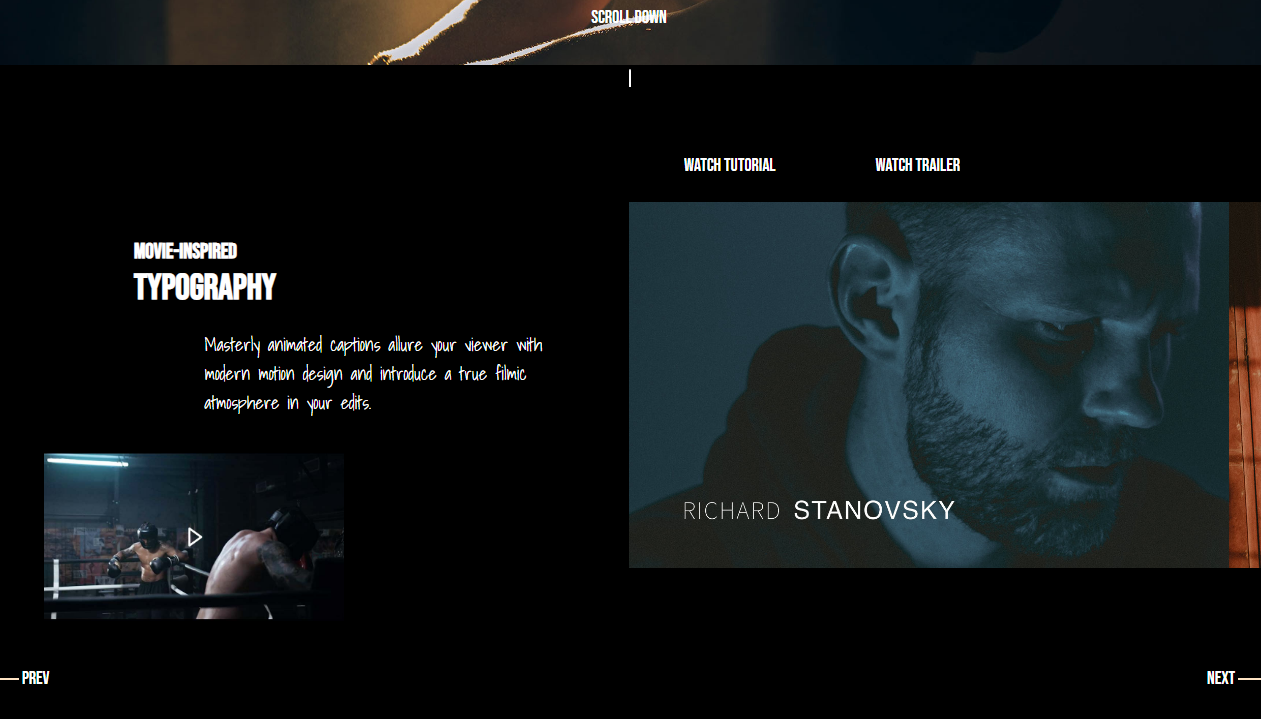 SCROLL DOWN
WATCH TUTORIAL
WATCH TRAILER
MOVIE-INSPIRED
TYPOGRAPHY
Masterly animated captions allure your viewer with
modern motion design and introduce a true filmic
atmosphere in your edits.
RICHARD STANOVSKY
PREV
NEXT